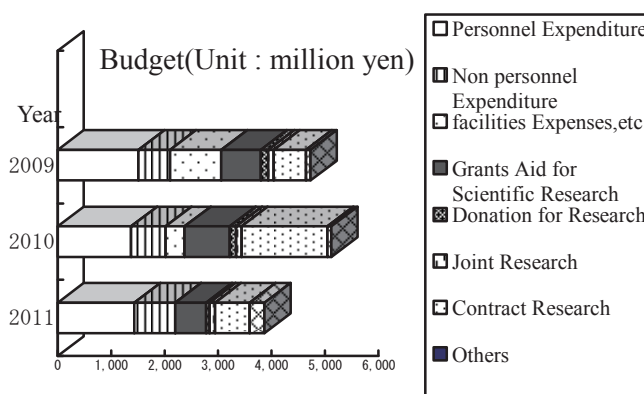 Budget(Unit : million yen)
Year
2009
2010
2011
0 1,000 2,000 3,000 4,000 5,000 6,000
Personnel Expenditure
Non personnel
Expenditure
facilities Expenses,etc
Grants Aid for
Scientific Research
Donation for Research
Joint Research
Contract Research
Others